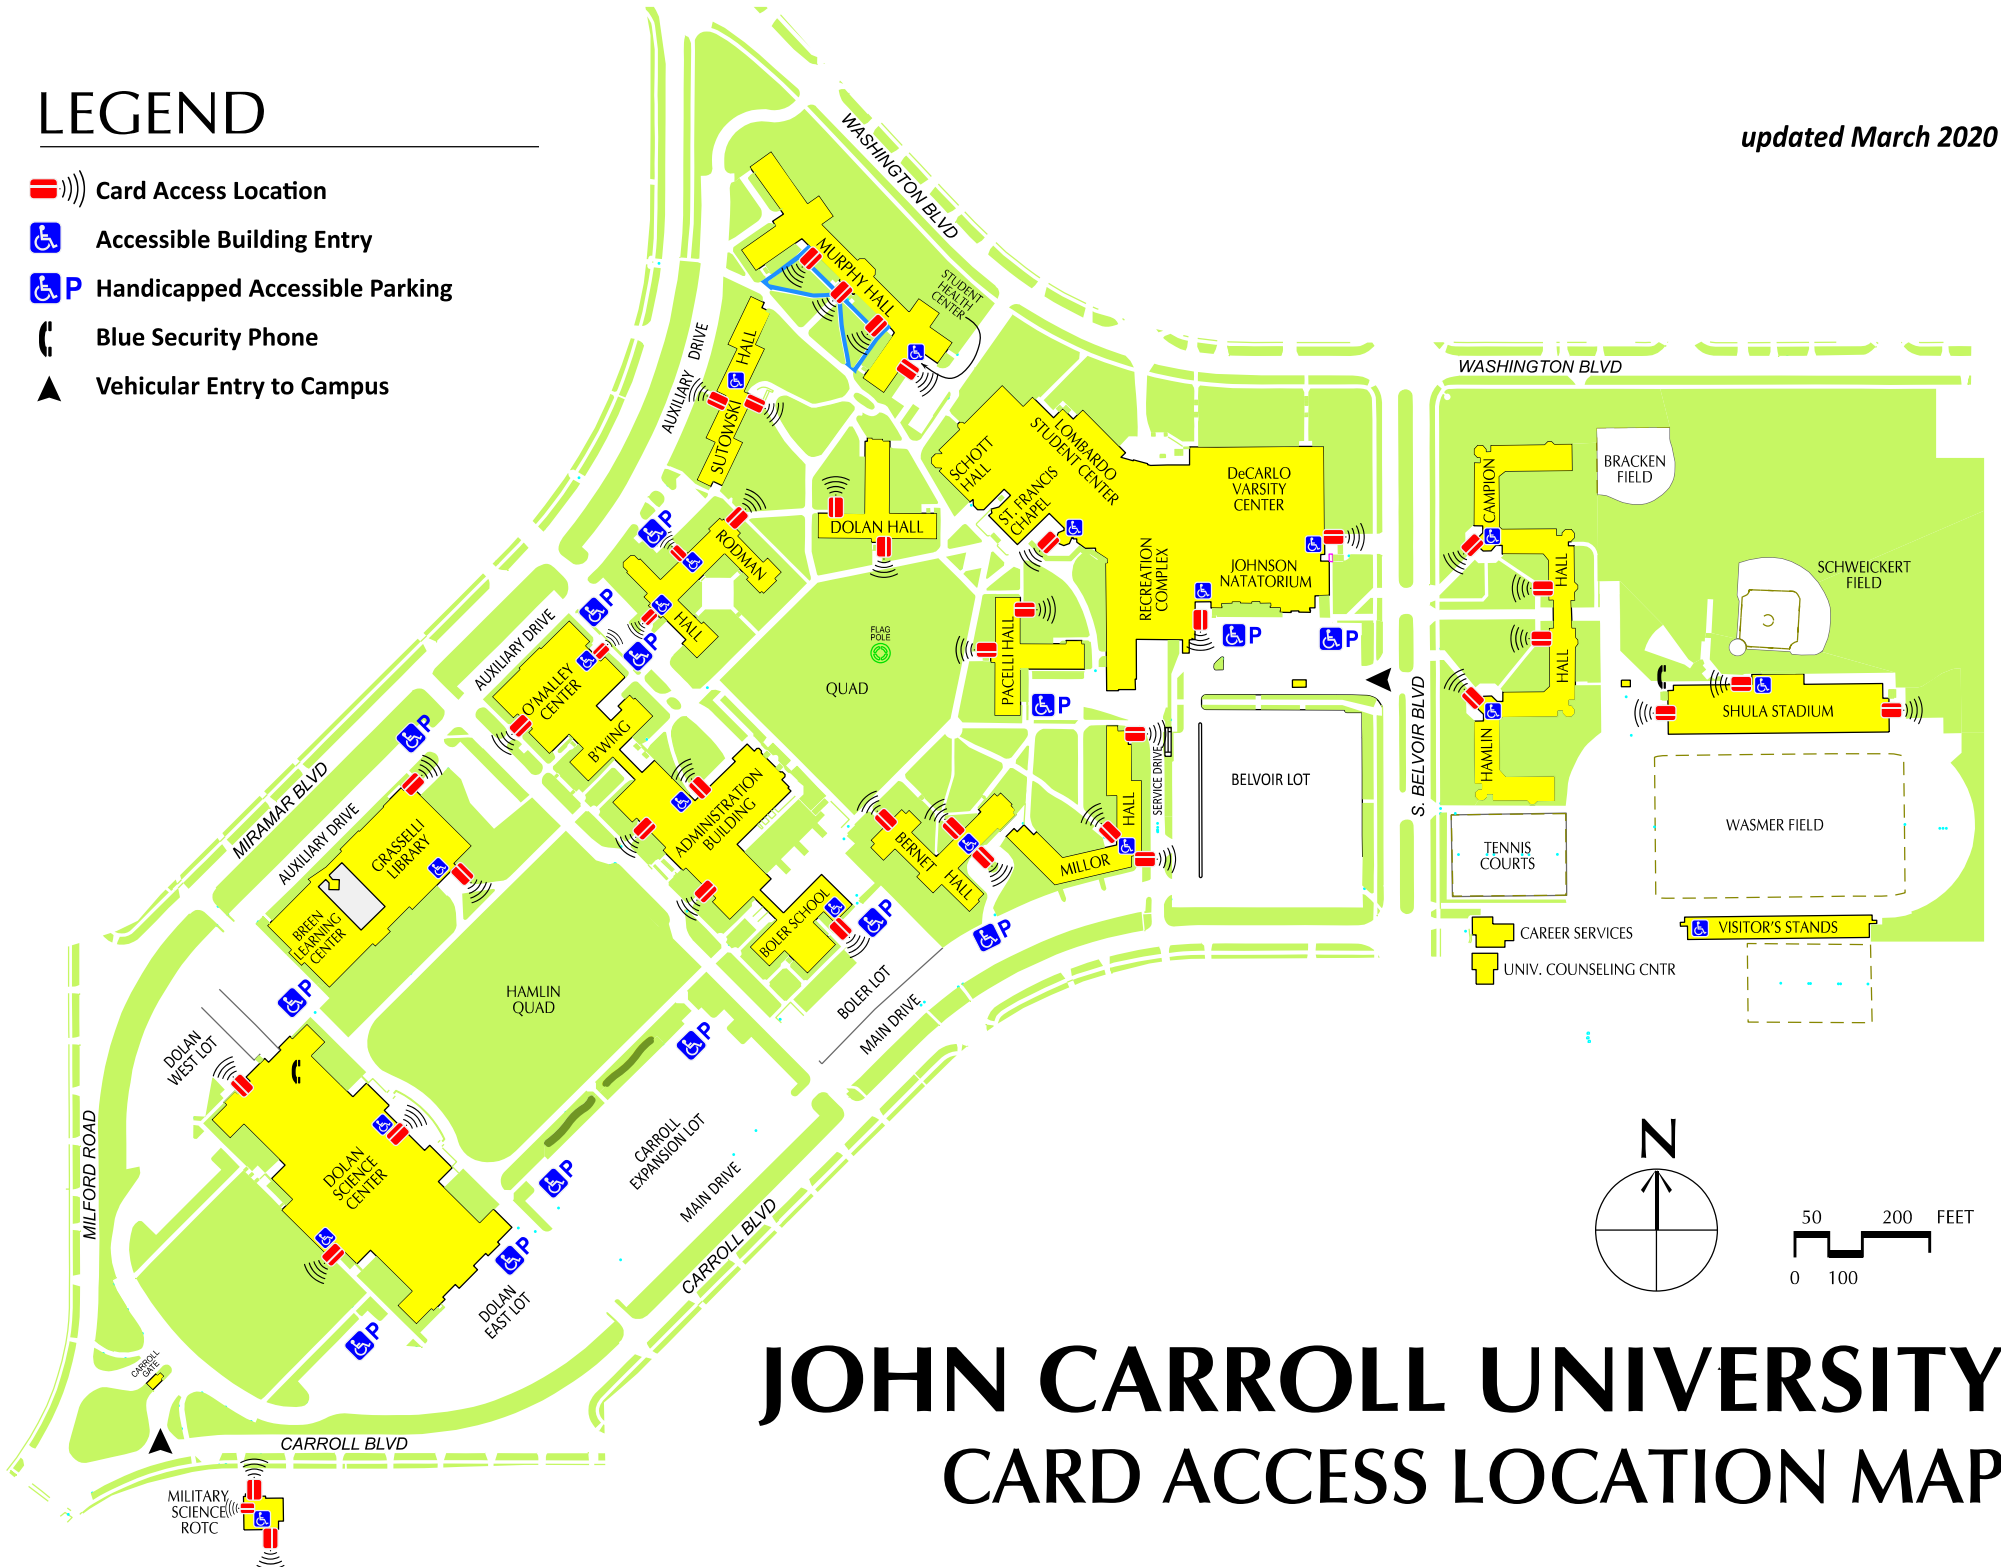 LEGEND
Card Access Location
Accessible Building Entry
P Handicapped Accessible Parking
Blue Security Phone
Vehicular Entry to Campus
updated March 2020
WASHINGTON BLVD
MURPHY HALL
STUDENT
HEALTH
CENTER
AUXILIARY DRIVE
SUTOWSKI HALL
WASHINGTON BLVD
SCHOTT
HALL
LOMBARDO
STUDENT CENTER
ST. FRANCIS
CHAPEL
DeCARLO
VARSITY
CENTER
RECREATION
COMPLEX
JOHNSON
NATATORIUM
CAMPION
HALL
BRACKEN
FIELD
SCHWEICKERT
FIELD
DOLAN HALL
P
RODMAN
HALL
P
P
AUXILIARY DRIVE
O'MALLEY
CENTER
B'WING
FLAG
POLE
QUAD
PACELLI HALL
P
P
P
HALL
HAMLIN
S. BELVOIR BLVD
SHULA STADIUM
P
MIRAMAR BLVD
AUXILIARY DRIVE
GRASSELLI
LIBRARY
BREEN
LEARNING
CENTER
ADMINISTRATION
BUILDING
BERNET
HALL
MILLOR
HALL
SERVICE DRIVE
BELVOIR LOT
TENNIS
COURTS
WASMER FIELD
BOLER SCHOOL
P
P
CAREER SERVICES
UNIV. COUNSELING CNTR
VISITOR'S STANDS
BOLER LOT
MAIN DRIVE
HAMLIN
QUAD
P
P
DOLAN
WEST LOT
MILFORD ROAD
DOLAN
SCIENCE
CENTER
CARROLL
EXPANSION LOT
MAIN DRIVE
CARROLL BLVD
P
P
DOLAN
EAST LOT
P
CARROLL
GATE
CARROLL BLVD
MILITARY
SCIENCE
ROTC
N
50 200 FEET
0 100
JOHN CARROLL UNIVERSITY
CARD ACCESS LOCATION MAP